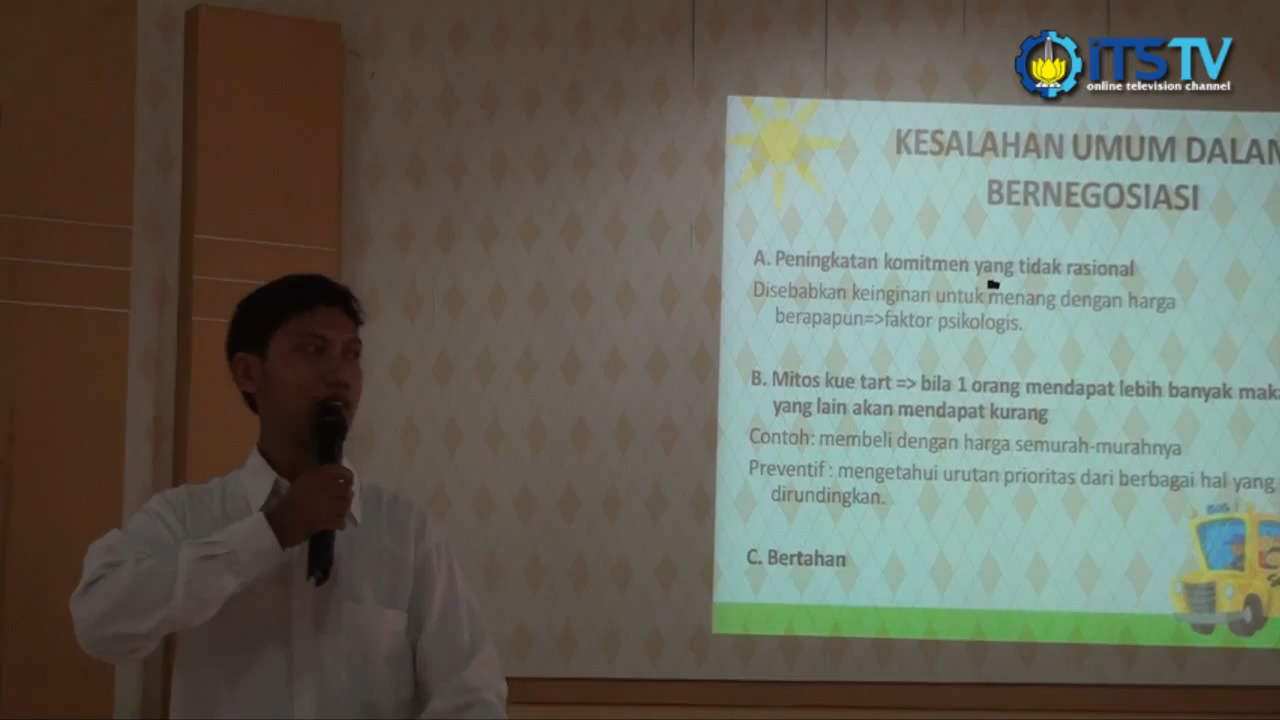 iTSTV
online television channel
KESALAHAN UMUM DALAM
BERNEGOSIASI
A. Peningkatan komitmen yang tidak rasional
Disebabkan keinginan untuk menang dengan harga
berapapun=>faktor psikologis.
B. Mitos kue tart => bila 1 orang mendapat lebih banyak maka
yang lain akan mendapat kurang
Contoh: membeli dengan harga semurah-murahnya
Preventif : mengetahui urutan prioritas dari berbagai hal yang
dirundingkan.
C. Bertahan